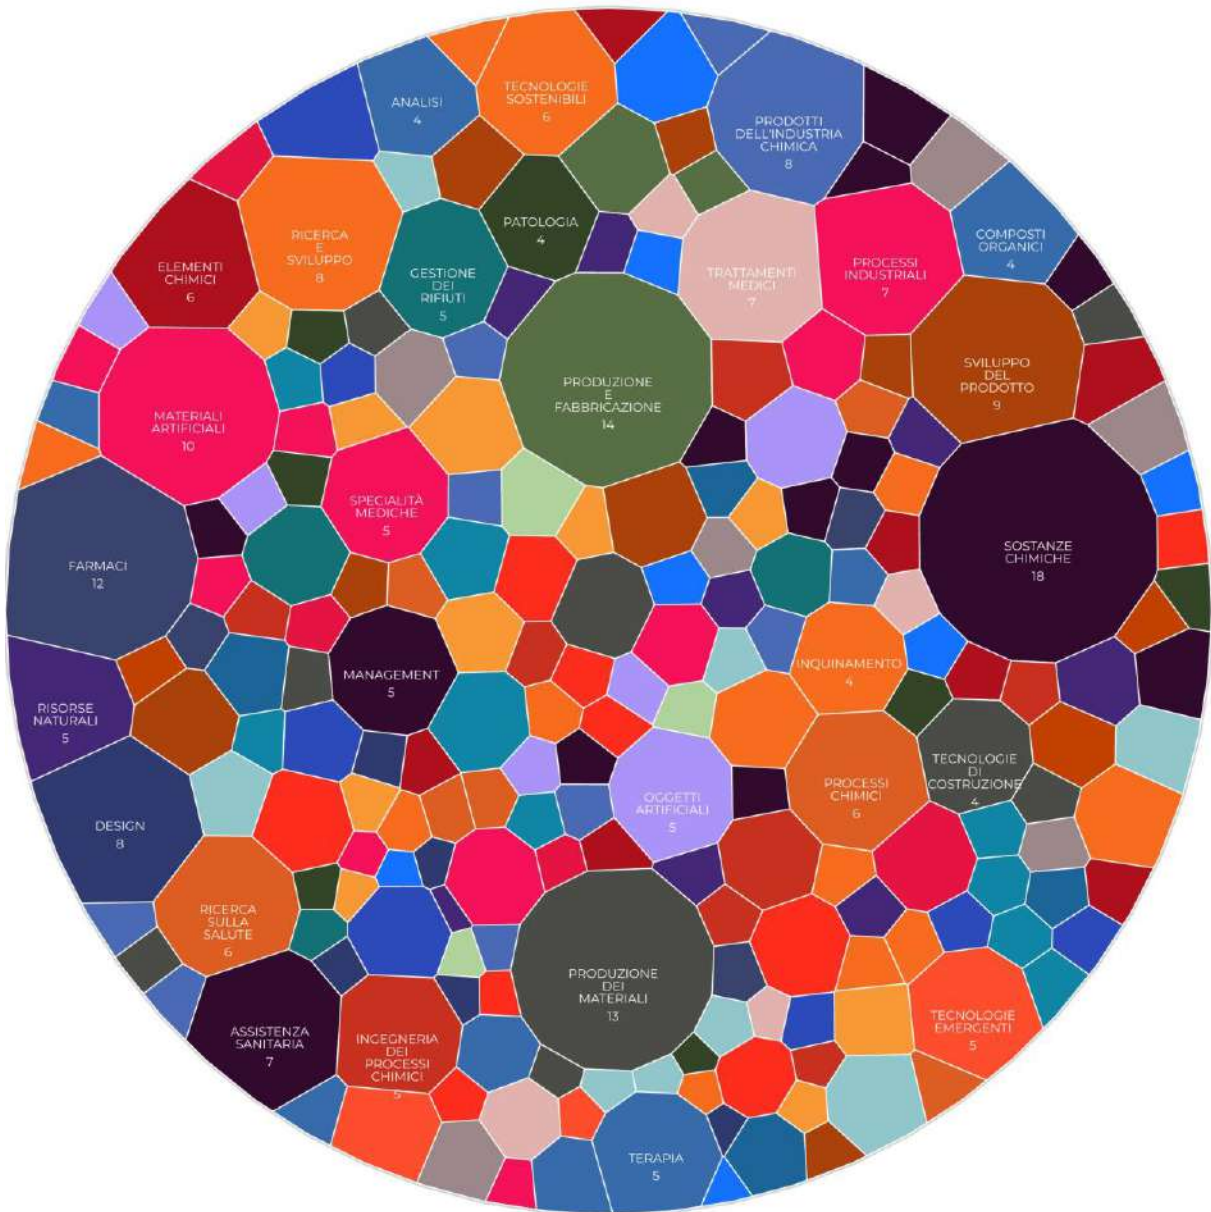 TECNOLOGIE
SOSTENIBILI
6
ANALISI
4
PRODOTTI
DELL'INDUSTRIA
CHIMICA
8
PATOLOGIA
4
COMPOSTI
ORGANICI
4
RICERCA
E
SVILUPPO
8
ELEMENTI
CHIMICI
6
GESTIONE
DEI
RIFIUTI
5
TRATTAMENTI
MEDICI
7
PROCESSI
INDUSTRIALI
7
SVILUPPO
DEL
PRODOTTO
9
PRODUZIONE
E
FABBRICAZIONE
14
MATERIALI
ARTIFICIALI
10
SPECIALITÀ
MEDICHE
5
SOSTANZE
CHIMICHE
18
FARMACI
12
MANAGEMENT
5
INQUINAMENTO
4
RISORSE
NATURALI
5
TECNOLOGIE
DI
COSTRUZIONE
4
PROCESSI
CHIMICI
6
OGGETTI
ARTIFICIALI
5
DESIGN
8
RICERCA
SULLA
SALUTE
6
PRODUZIONE
DEI
MATERIALI
13
TECNOLOGIE
EMERGENTI
5
ASSISTENZA
SANITARIA
7
INGEGNERIA
DEI
PROCESSI
CHIMICI
5
TERAPIA
5